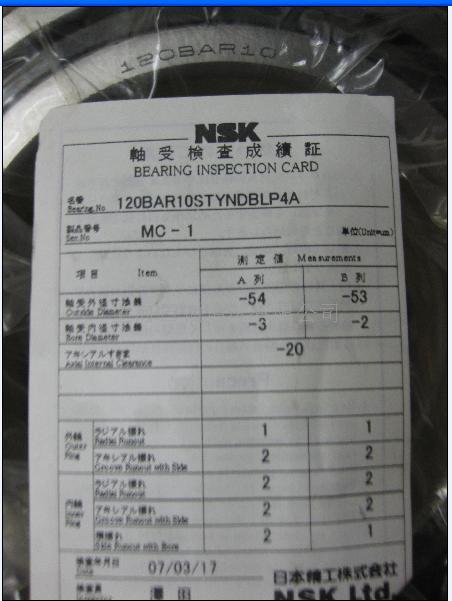 120BAR10
NSK
軸受検査成績証
BEARING INSPECTION CARD
名番
Bearing.No 120BAR10STYNDBLP4A
製品番号
Ser.No MC-1 単位(Unit=um)
項目 Item 測定値 Measurements
A 列 B 列
軸受外径寸法差
Outside Diameter -54 -53
軸受内径寸法差
Bore Diameter -3 -2
アキシアルすきま
Axial Internal Clearance -20
外輪
Outer
Ring
ラジアル振れ
Radial Runout 1 1
アキシアル振れ
Groove Runout with Side 2 2
内輪
Inner
Ring
ラジアル振れ
Radial Runout 2 2
アキシアル振れ
Groove Runout with Side 2 2
横振れ
Side Runout with Bore 2 1
検査年月日
Date 07/03/17
日本精工株式会社
検査員
Inspector
NSK Ltd.